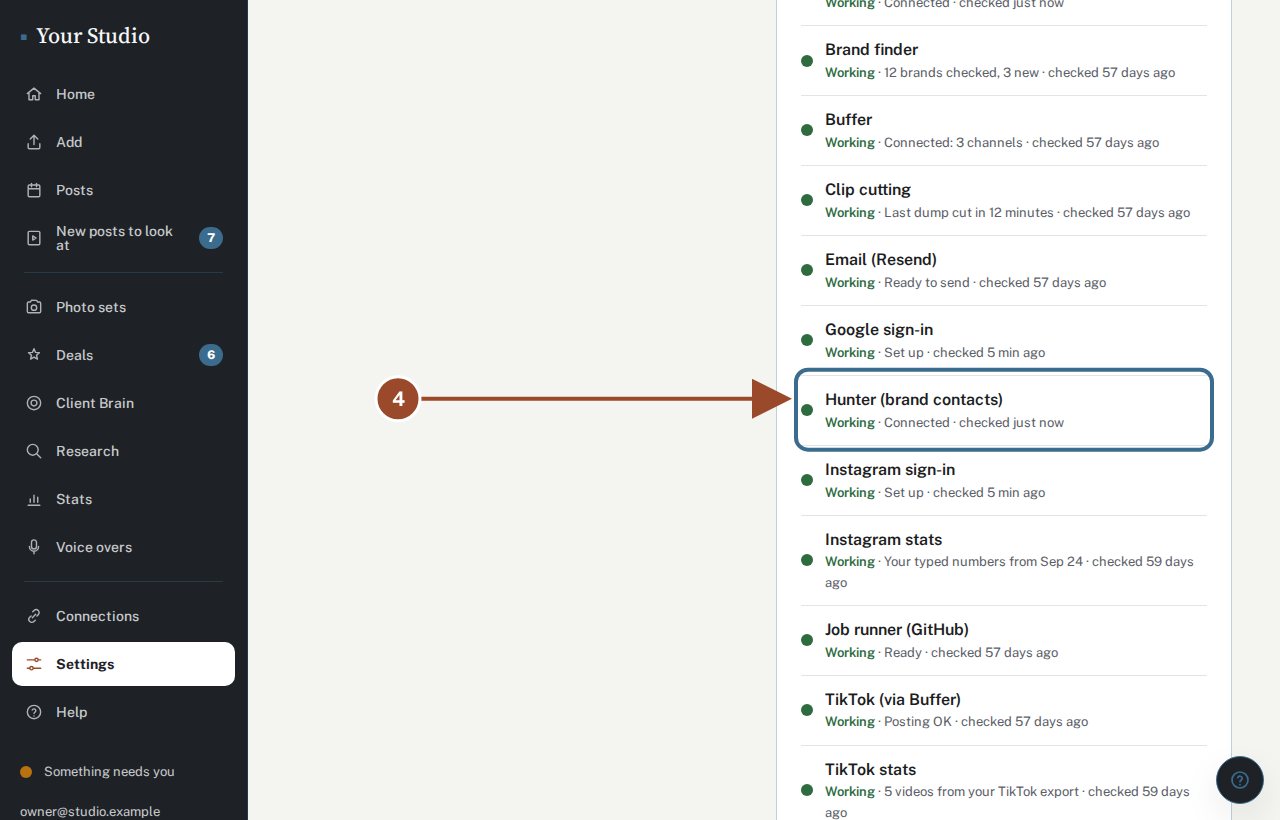 Your Studio
Home
Add
Posts
New posts to look
at
7
Photo sets
Deals
6
Client Brain
Research
Stats
Voice overs
Connections
Settings
Help
Something needs you
owner@studio.example
4
Working · Connected · checked just now
Brand finder
Working · 12 brands checked, 3 new · checked 57 days ago
Buffer
Working · Connected: 3 channels · checked 57 days ago
Clip cutting
Working · Last dump cut in 12 minutes · checked 57 days ago
Email (Resend)
Working · Ready to send · checked 57 days ago
Google sign-in
Working · Set up · checked 5 min ago
Hunter (brand contacts)
Working · Connected · checked just now
Instagram sign-in
Working · Set up · checked 5 min ago
Instagram stats
Working · Your typed numbers from Sep 24 · checked 59 days
ago
Job runner (GitHub)
Working · Ready · checked 57 days ago
TikTok (via Buffer)
Working · Posting OK · checked 57 days ago
TikTok stats
Working · 5 videos from your TikTok export · checked 59 days
ago